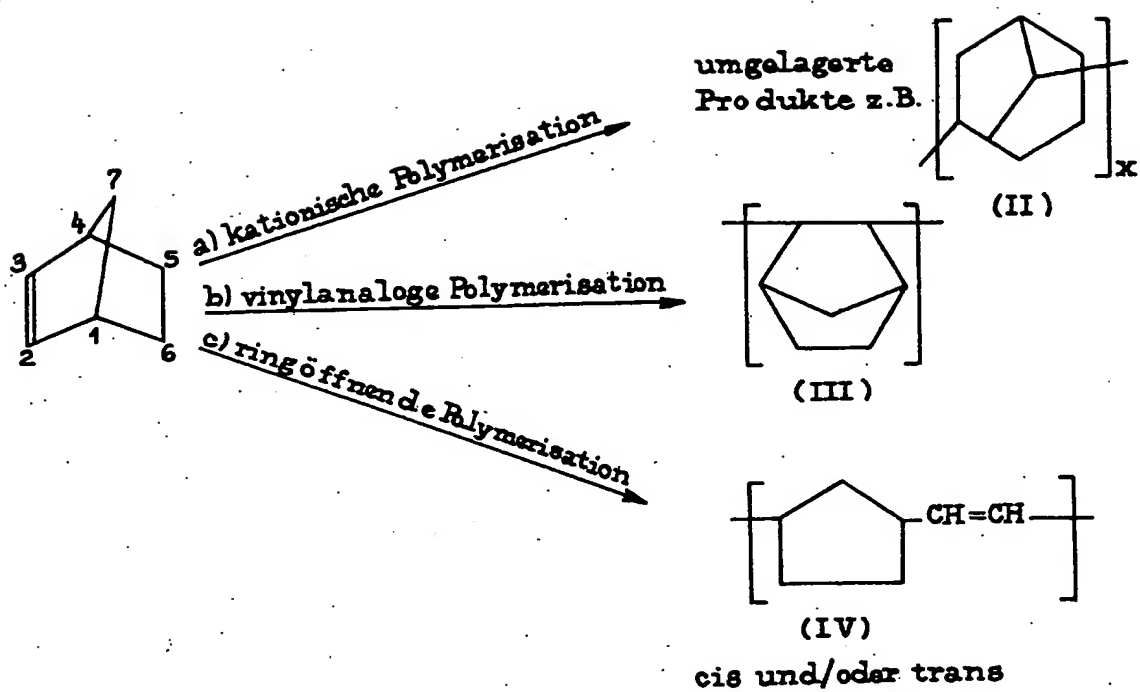 umgelagerte
Produkte z.B.
x
(II)
a) kationische Polymerisation
7
4
3
5
b) vinylanaloge Polymerisation
1
2
6
c) ringöffnende Polymerisation
(III)
CH=CH
(IV)
cis und/oder trans